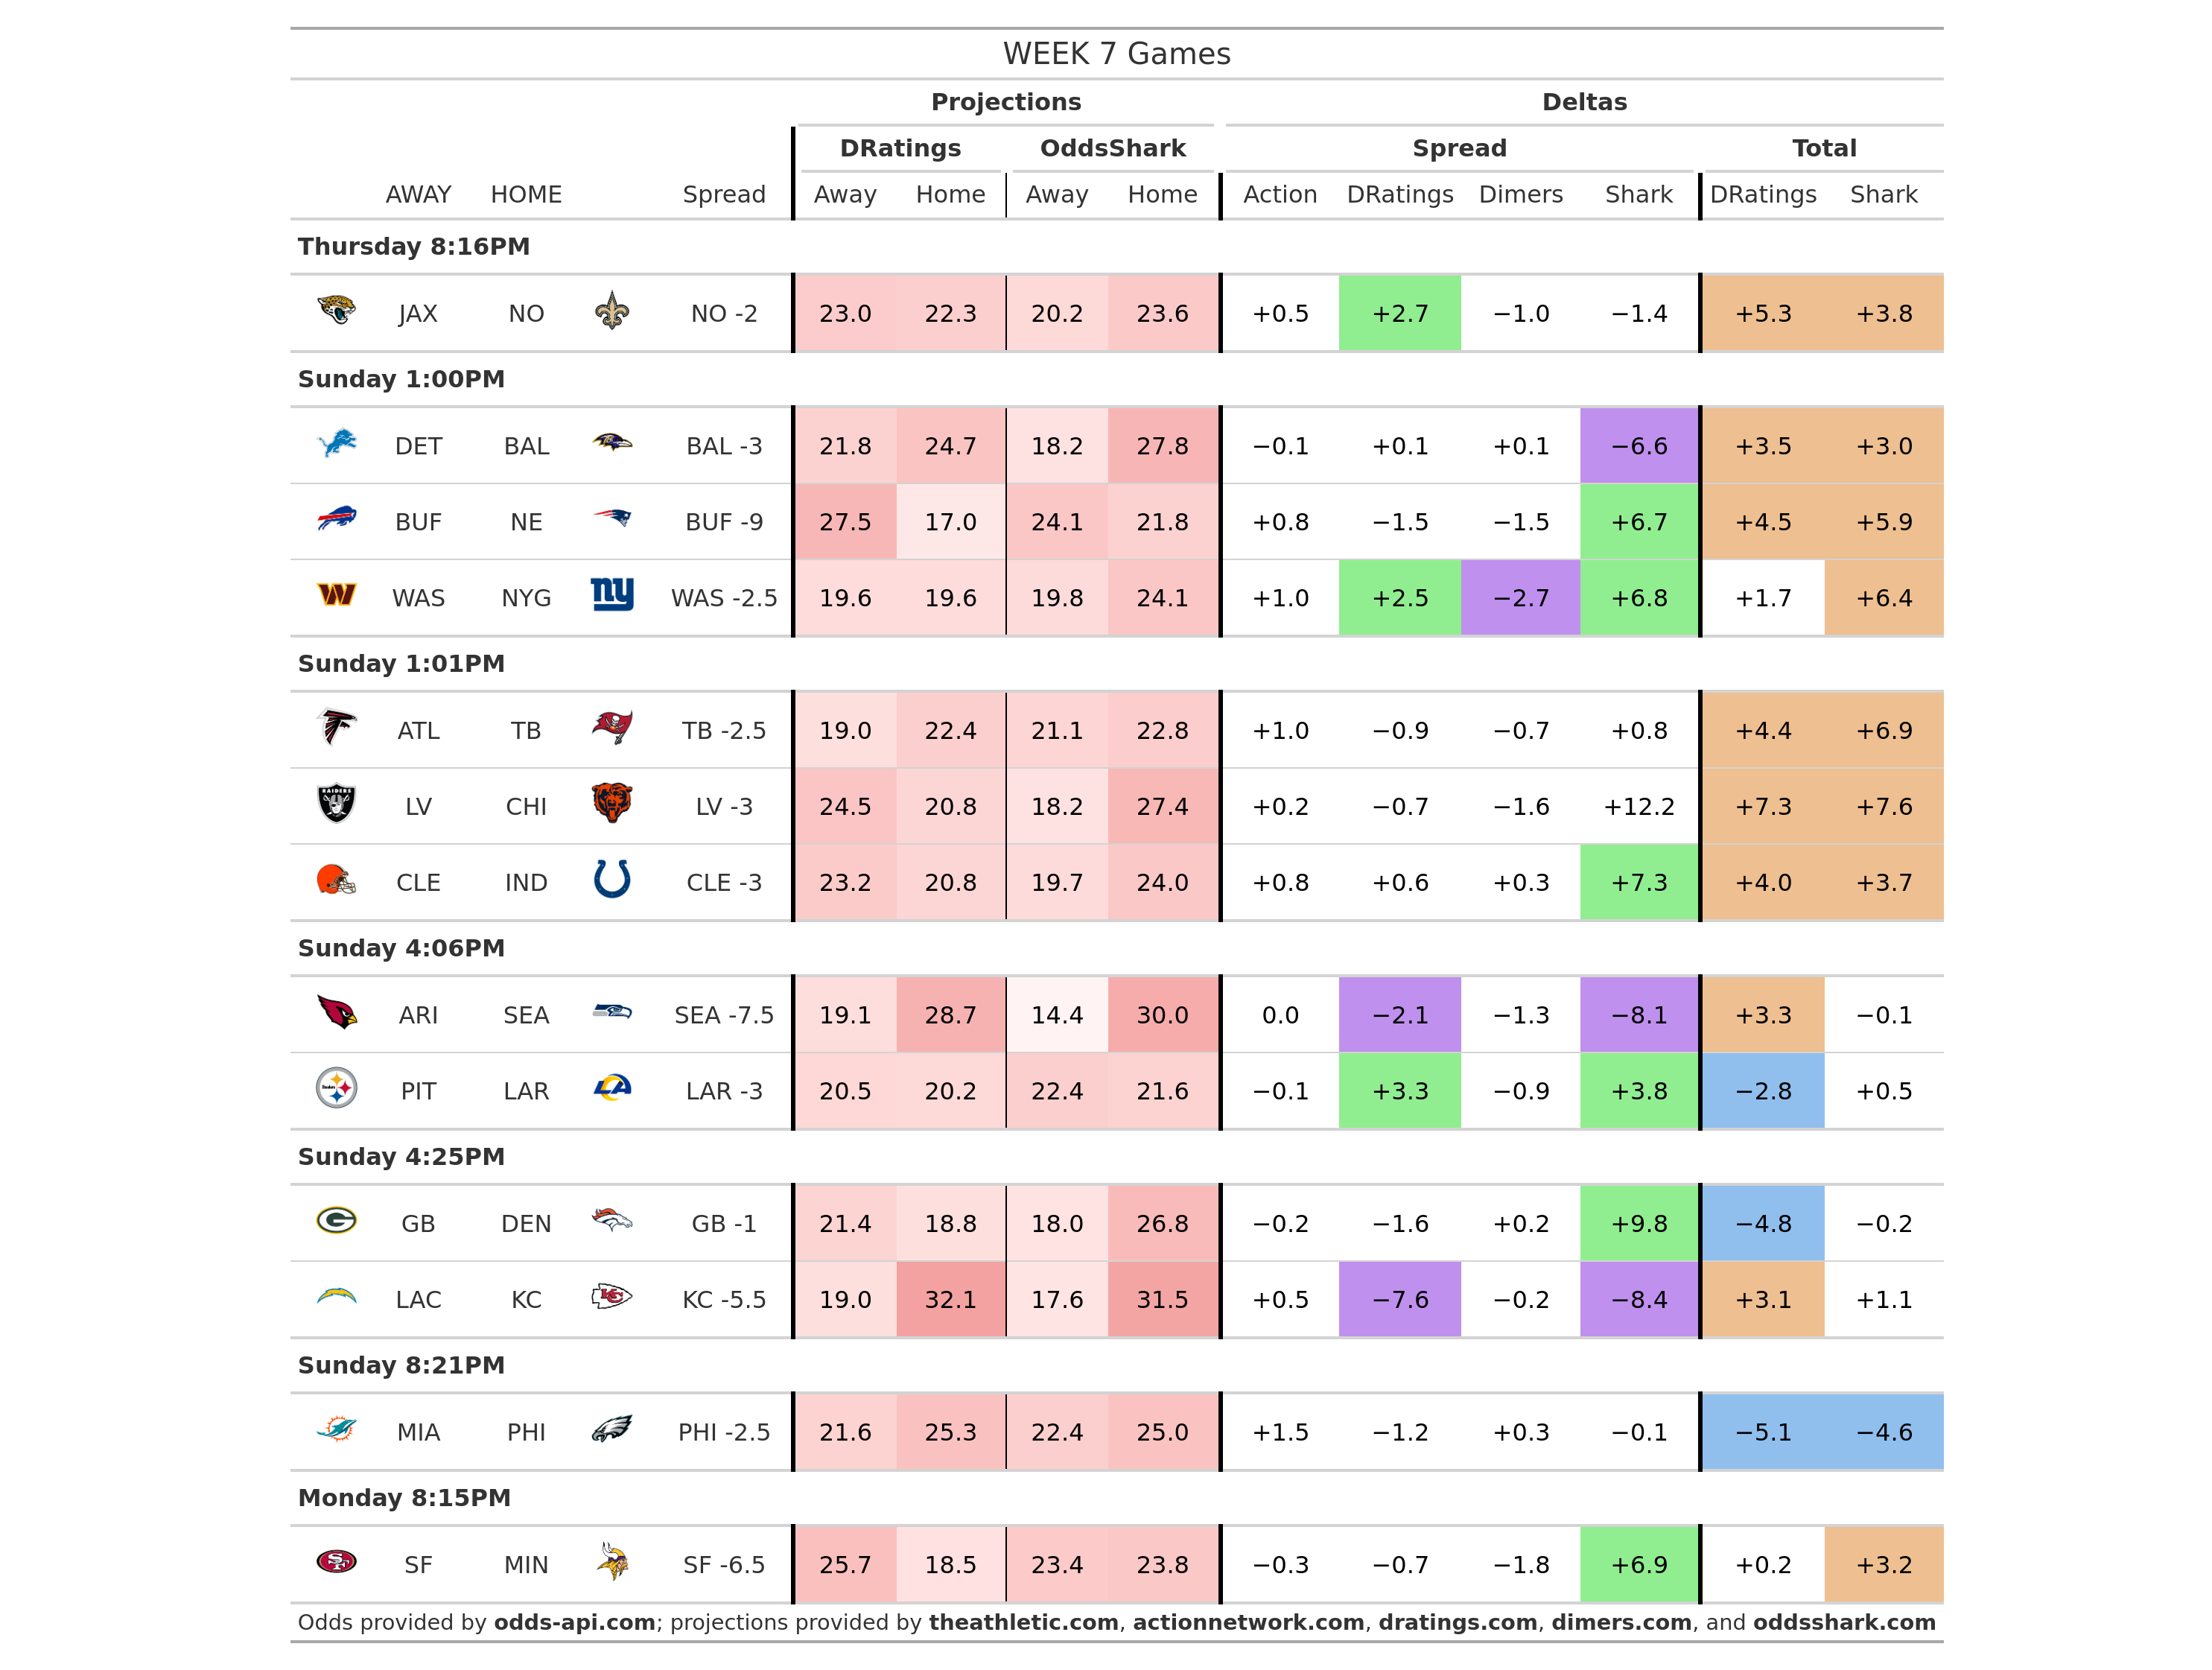 WEEK 7 Games
Projections Deltas
DRatings OddsShark Spread Total
AWAY HOME Spread Away Home Away Home Action DRatings Dimers Shark DRatings Shark
Thursday 8:16PM
JAX NO NO -2 23.0 22.3 20.2 23.6 +0.5 +2.7 −1.0 −1.4 +5.3 +3.8
Sunday 1:00PM
DET BAL BAL -3 21.8 24.7 18.2 27.8 −0.1 +0.1 +0.1 −6.6 +3.5 +3.0
BUF NE BUF -9 27.5 17.0 24.1 21.8 +0.8 −1.5 −1.5 +6.7 +4.5 +5.9
WAS NYG ny WAS -2.5 19.6 19.6 19.8 24.1 +1.0 +2.5 −2.7 +6.8 +1.7 +6.4
Sunday 1:01PM
ATL TB TB -2.5 19.0 22.4 21.1 22.8 +1.0 −0.9 −0.7 +0.8 +4.4 +6.9
RAIDERS LV CHI LV -3 24.5 20.8 18.2 27.4 +0.2 −0.7 −1.6 +12.2 +7.3 +7.6
CLE IND CLE -3 23.2 20.8 19.7 24.0 +0.8 +0.6 +0.3 +7.3 +4.0 +3.7
Sunday 4:06PM
ARI SEA SEA -7.5 19.1 28.7 14.4 30.0 0.0 −2.1 −1.3 −8.1 +3.3 −0.1
Steelers PIT LAR LA LAR -3 20.5 20.2 22.4 21.6 −0.1 +3.3 −0.9 +3.8 −2.8 +0.5
Sunday 4:25PM
G GB DEN GB -1 21.4 18.8 18.0 26.8 −0.2 −1.6 +0.2 +9.8 −4.8 −0.2
LAC KC KC KC -5.5 19.0 32.1 17.6 31.5 +0.5 −7.6 −0.2 −8.4 +3.1 +1.1
Sunday 8:21PM
MIA PHI PHI -2.5 21.6 25.3 22.4 25.0 +1.5 −1.2 +0.3 −0.1 −5.1 −4.6
Monday 8:15PM
SF SF MIN SF -6.5 25.7 18.5 23.4 23.8 −0.3 −0.7 −1.8 +6.9 +0.2 +3.2
Odds provided by odds-api.com; projections provided by theathletic.com, actionnetwork.com, dratings.com, dimers.com, and oddsshark.com